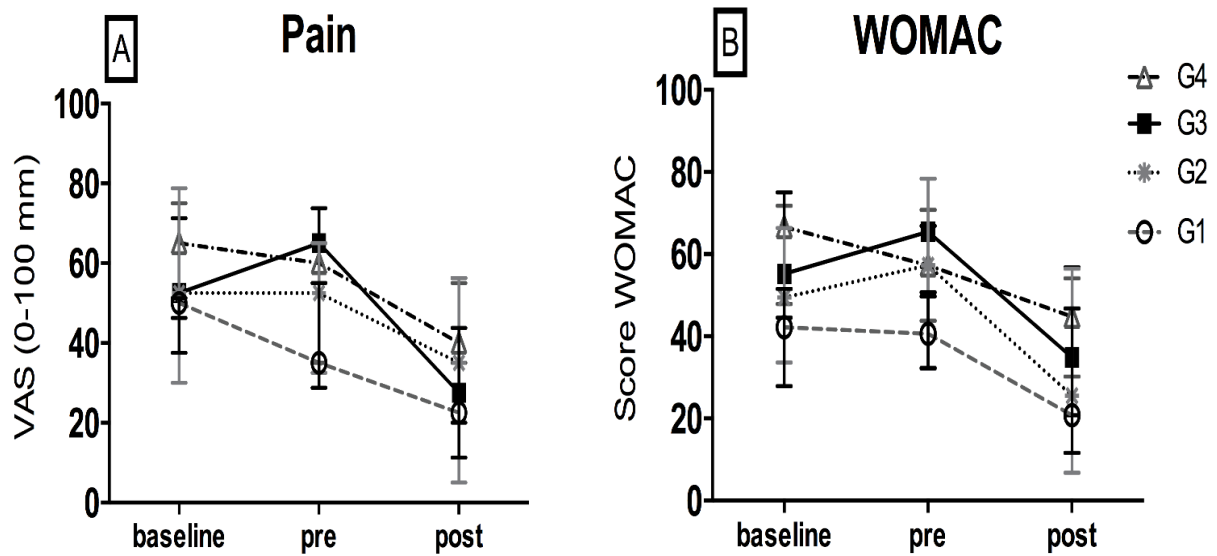 A
Pain
VAS (0-100 mm)
100
80
60
40
20
0
baseline
pre
post
B
WOMAC
Score WOMAC
100
80
60
40
20
0
baseline
pre
post
G4
G3
G2
G1